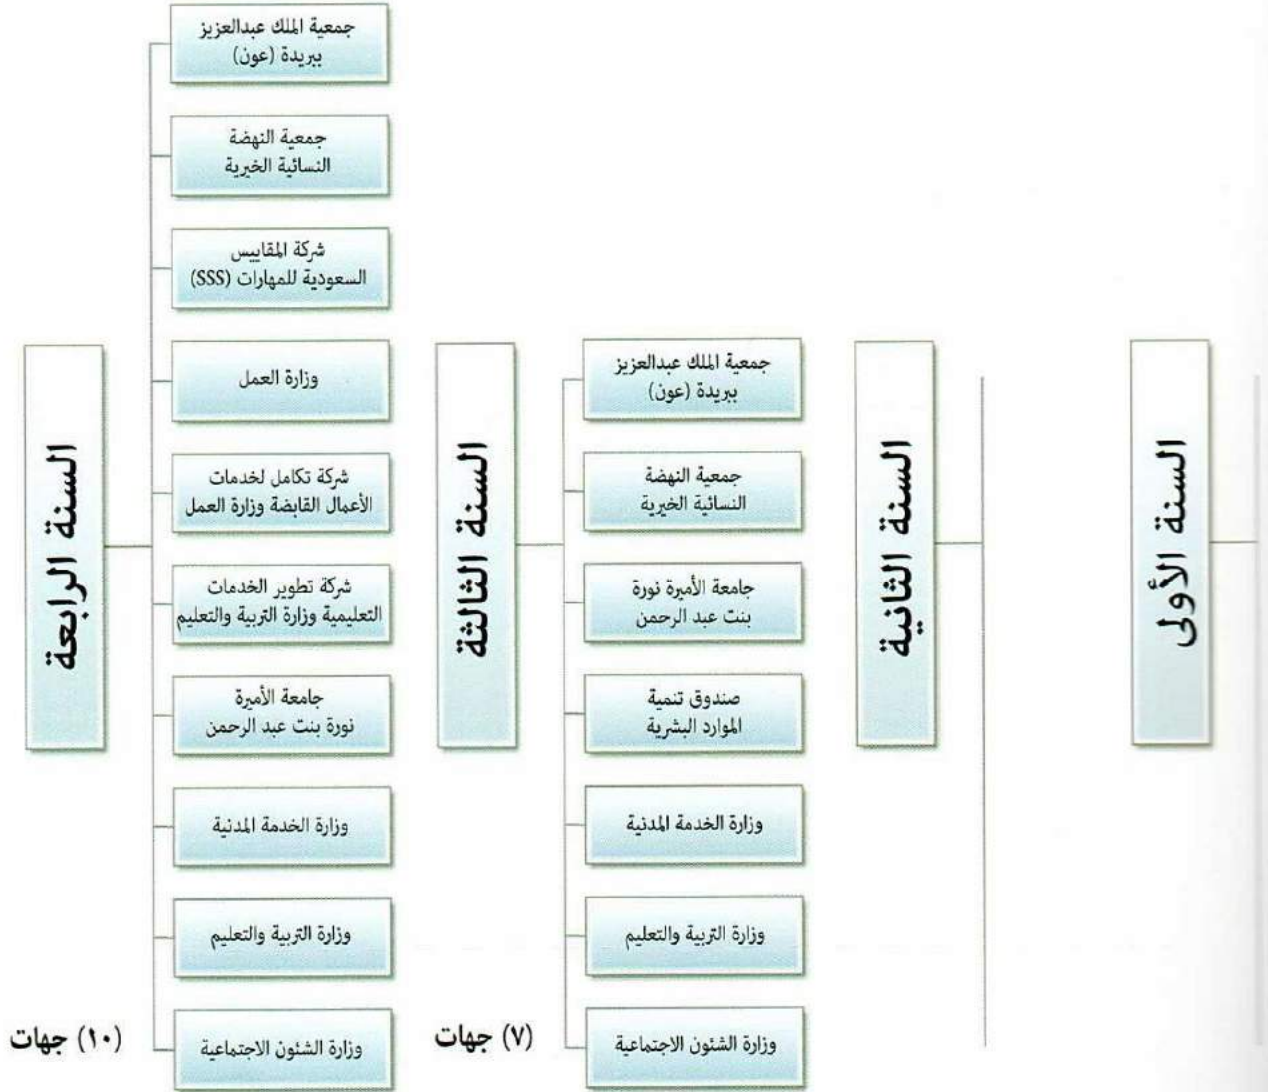 السنة الأولى
السنة الثانية
جمعية الملك عبدالعزيز
ببريدة (عون)
جمعية النهضة
النسائية الخيرية
جامعة الأميرة نورة
بنت عبد الرحمن
صندوق تنمية
الموارد البشرية
وزارة الخدمة المدنية
وزارة التربية والتعليم
وزارة الشئون الاجتماعية
السنة الثالثة
(٧) جهات
جمعية الملك عبدالعزيز
ببريدة (عون)
جمعية النهضة
النسائية الخيرية
شركة المقاييس
السعودية للمهارات (SSS)
وزارة العمل
شركة تكامل لخدمات
الأعمال القابضة وزارة العمل
شركة تطوير الخدمات
التعليمية وزارة التربية والتعليم
جامعة الأميرة
نورة بنت عبد الرحمن
وزارة الخدمة المدنية
وزارة التربية والتعليم
وزارة الشئون الاجتماعية
السنة الرابعة
(١٠) جهات